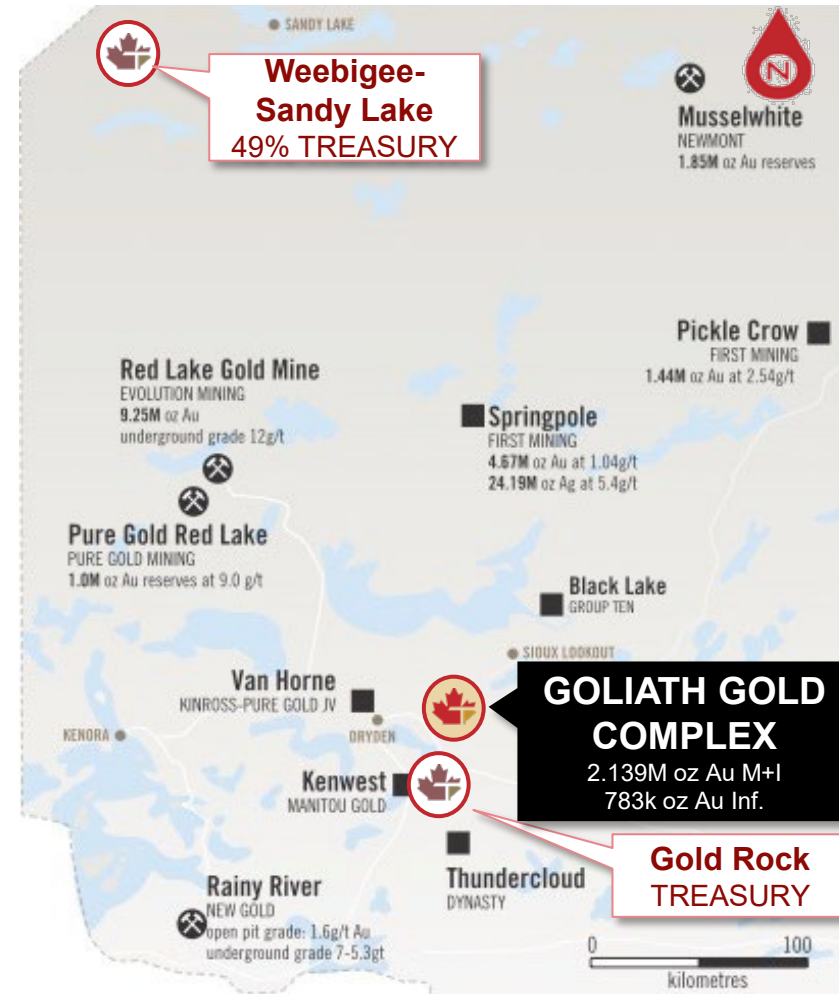 SANDY LAKE
Weebigee-
Sandy Lake
49% TREASURY
N
Musselwhite
NEWMONT
1.85M oz Au reserves
Pickle Crow
FIRST MINING
1.44M oz Au at 2.54g/t
Red Lake Gold Mine
EVOLUTION MINING
9.25M oz Au
underground grade 12g/t
Springpole
FIRST MINING
4.67M oz Au at 1.04g/t
24.19M oz Ag at 5.4g/t
Pure Gold Red Lake
PURE GOLD MINING
1.0M oz Au reserves at 9.0 g/t
Black Lake
GROUP TEN
SIOUX LOOKOUT
Van Horne
KINROSS-PURE GOLD JV
KENORA
DRYDEN
GOLIATH GOLD
COMPLEX
2.139M oz Au M+I
783k oz Au Inf.
Kenwest
MANITOU GOLD
Gold Rock
TREASURY
Thundercloud
DYNASTY
Rainy River
NEW GOLD
open pit grade: 1.6g/t Au
underground grade 7-5.3gt
0 100
kilometres